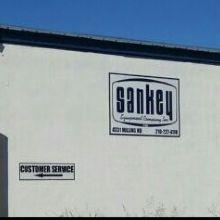 sankey
Equipment Company Inc.
CUSTOMER SERVICE